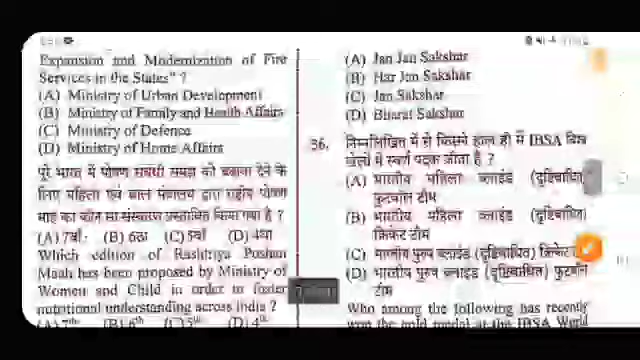 Expansion and Modernization of Fire
Services in the States" ?
(A) Ministry of Urban Development
(B) Ministry of Family and Health Affairs
(C) Ministry of Defence
(D) Ministry of Home Affairs
पूरे भारत में पोषण संबंधी समझ को बढ़ावा देने के
लिए महिला एवं बाल मंत्रालय द्वारा राष्ट्रीय पोषण
माह का कौन सा संस्करण प्रस्तावित किया गया है ?
(A) 7वाँ (B) 6ठा (C) 5वाँ (D) 4था
Which edition of Rashtriya Poshan
Maah has been proposed by Ministry of
Women and Child in order to foster
nutritional understanding across India ?
(A) 7th (B) 6th (C) 5th (D) 4th
(A) Jan Jan Sakshar
(B) Har Jan Sakshar
(C) Jan Sakshar
(D) Bharat Sakshar
36. निम्नलिखित में से किसने हाल ही में IBSA विश्व
खेलों में स्वर्ण पदक जीता है ?
(A) भारतीय महिला ब्लाइंड (दृष्टिबाधित)
फुटबॉल टीम
(B) भारतीय महिला ब्लाइंड (दृष्टिबाधित)
क्रिकेट टीम
(C) भारतीय पुरुष ब्लाइंड (दृष्टिबाधित) क्रिकेट
(D) भारतीय पुरुष ब्लाइंड (दृष्टिबाधित) फुटबॉल
टीम
Who among the following has recently
won the gold medal at the IBSA World